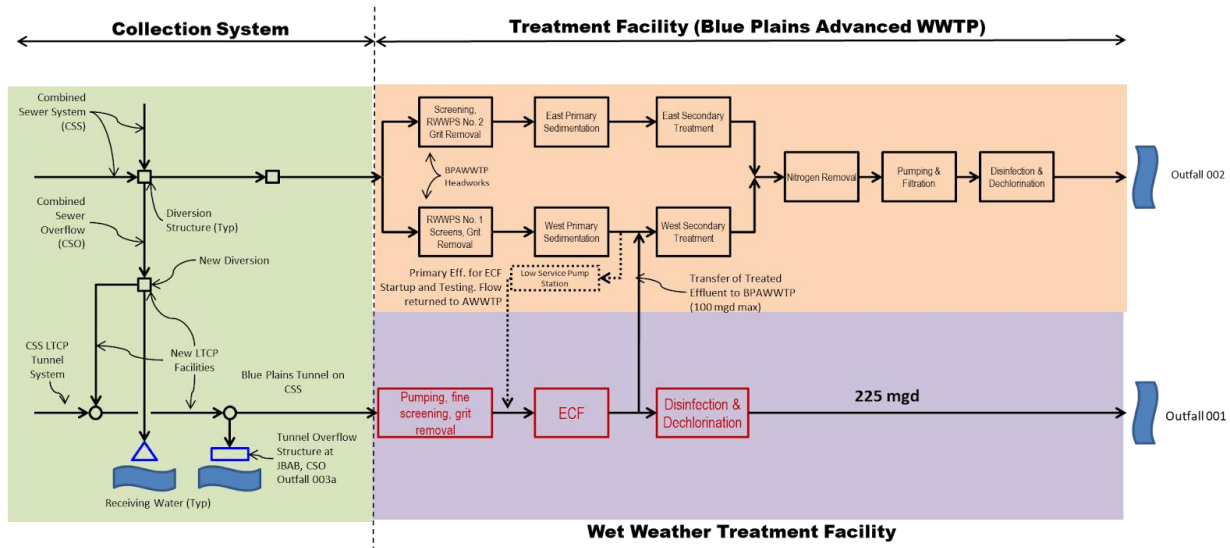 Collection System
Treatment Facility (Blue Plains Advanced WWTP)
Combined
Sewer System
(CSS)
Combined
Sewer
Overflow
(CSO)
Diversion
Structure (Typ)
New Diversion
CSS LTCP
Tunnel
System
New LTCP
Facilities
Blue Plains Tunnel on
CSS
Tunnel Overflow
Structure at
JBAB, CSO
Outfall 003a
Receiving Water (Typ)
Screening,
RWWPS No. 2
Grit Removal
East Primary
Sedimentation
East Secondary
Treatment
BPAWWTP
Headworks
Nitrogen Removal
Pumping &
Filtration
Disinfection &
Dechlorination
Outfall 002
RWWPS No. 1
Screens, Grit
Removal
West Primary
Sedimentation
West Secondary
Treatment
Primary Eff. for ECF
Startup and Testing. Flow
returned to AWWTP
Low Service Pump
Station
Transfer of Treated
Effluent to BPAWWTP
(100 mgd max)
Pumping, fine
screening, grit
removal
ECF
Disinfection &
Dechlorination
225 mgd
Outfall 001
Wet Weather Treatment Facility